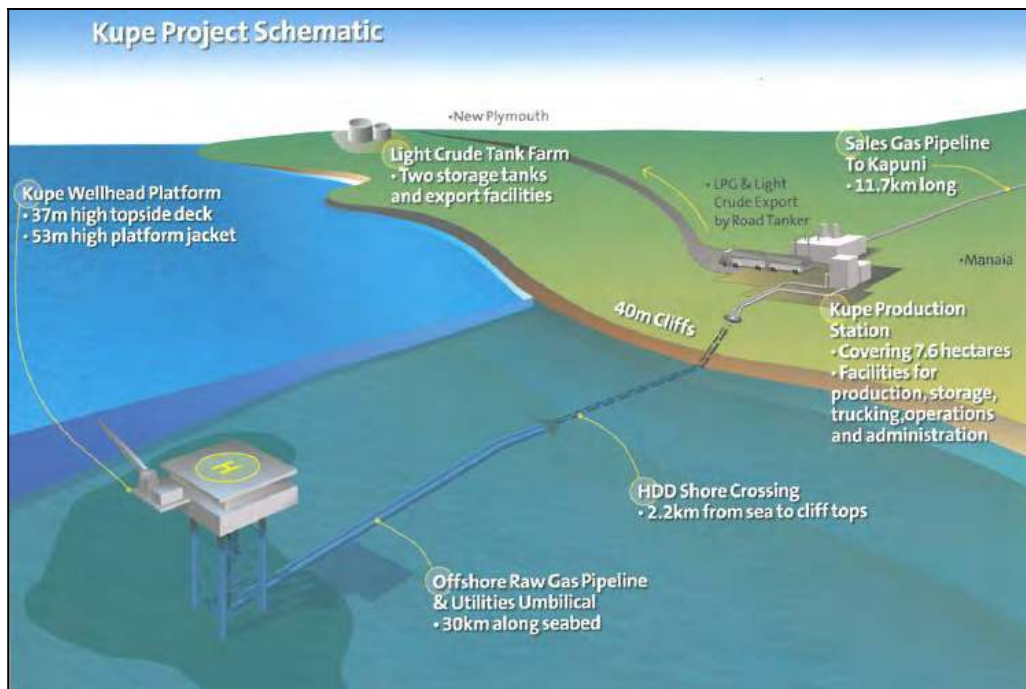 Kupe Project Schematic
•New Plymouth
Light Crude Tank Farm
• Two storage tanks
and export facilities
Sales Gas Pipeline
To Kapuni
• 11.7km long
Kupe Wellhead Platform
• 37m high topside deck
• 53m high platform jacket
• LPG & Light
Crude Export
by Road Tanker
•Manaia
40m Cliffs
Kupe Production
Station
• Covering 7.6 hectares
• Facilities for
production, storage,
trucking,operations
and administration
HDD Shore Crossing
• 2.2km from sea to cliff tops
H
Offshore Raw Gas Pipeline
& Utilities Umbilical
• 30km along seabed